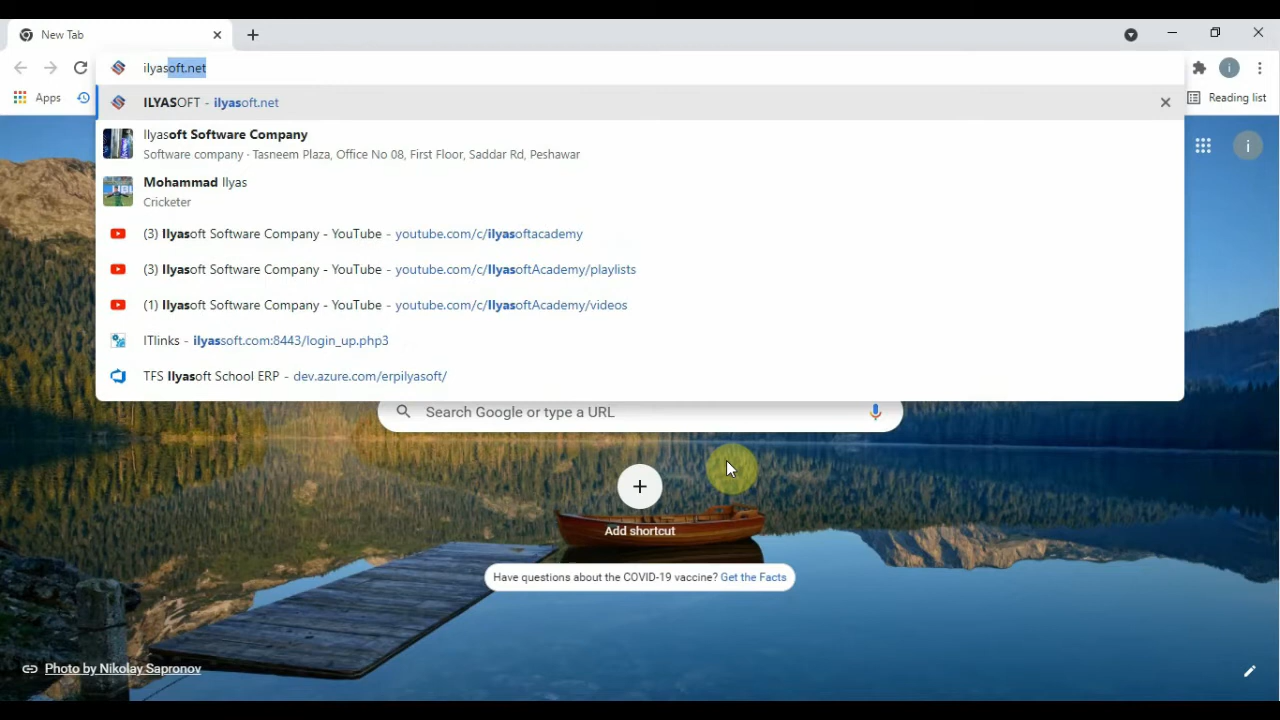 New Tab
ilyasoft.net
Apps
Reading list
ILYASOFT - ilyasoft.net
i
Ilyasoft Software Company
Software company · Tasneem Plaza, Office No 08, First Floor, Saddar Rd, Peshawar
i
Mohammad Ilyas
Cricketer
(3) Ilyasoft Software Company - YouTube - youtube.com/c/ilyasoftacademy
(3) Ilyasoft Software Company - YouTube - youtube.com/c/IlyasoftAcademy/playlists
(1) Ilyasoft Software Company - YouTube - youtube.com/c/IlyasoftAcademy/videos
ITlinks - ilyassoft.com:8443/login_up.php3
TFS Ilyasoft School ERP - dev.azure.com/erpilyasoft/
Search Google or type a URL
Add shortcut
Have questions about the COVID-19 vaccine? Get the Facts
Photo by Nikolay Sapronov